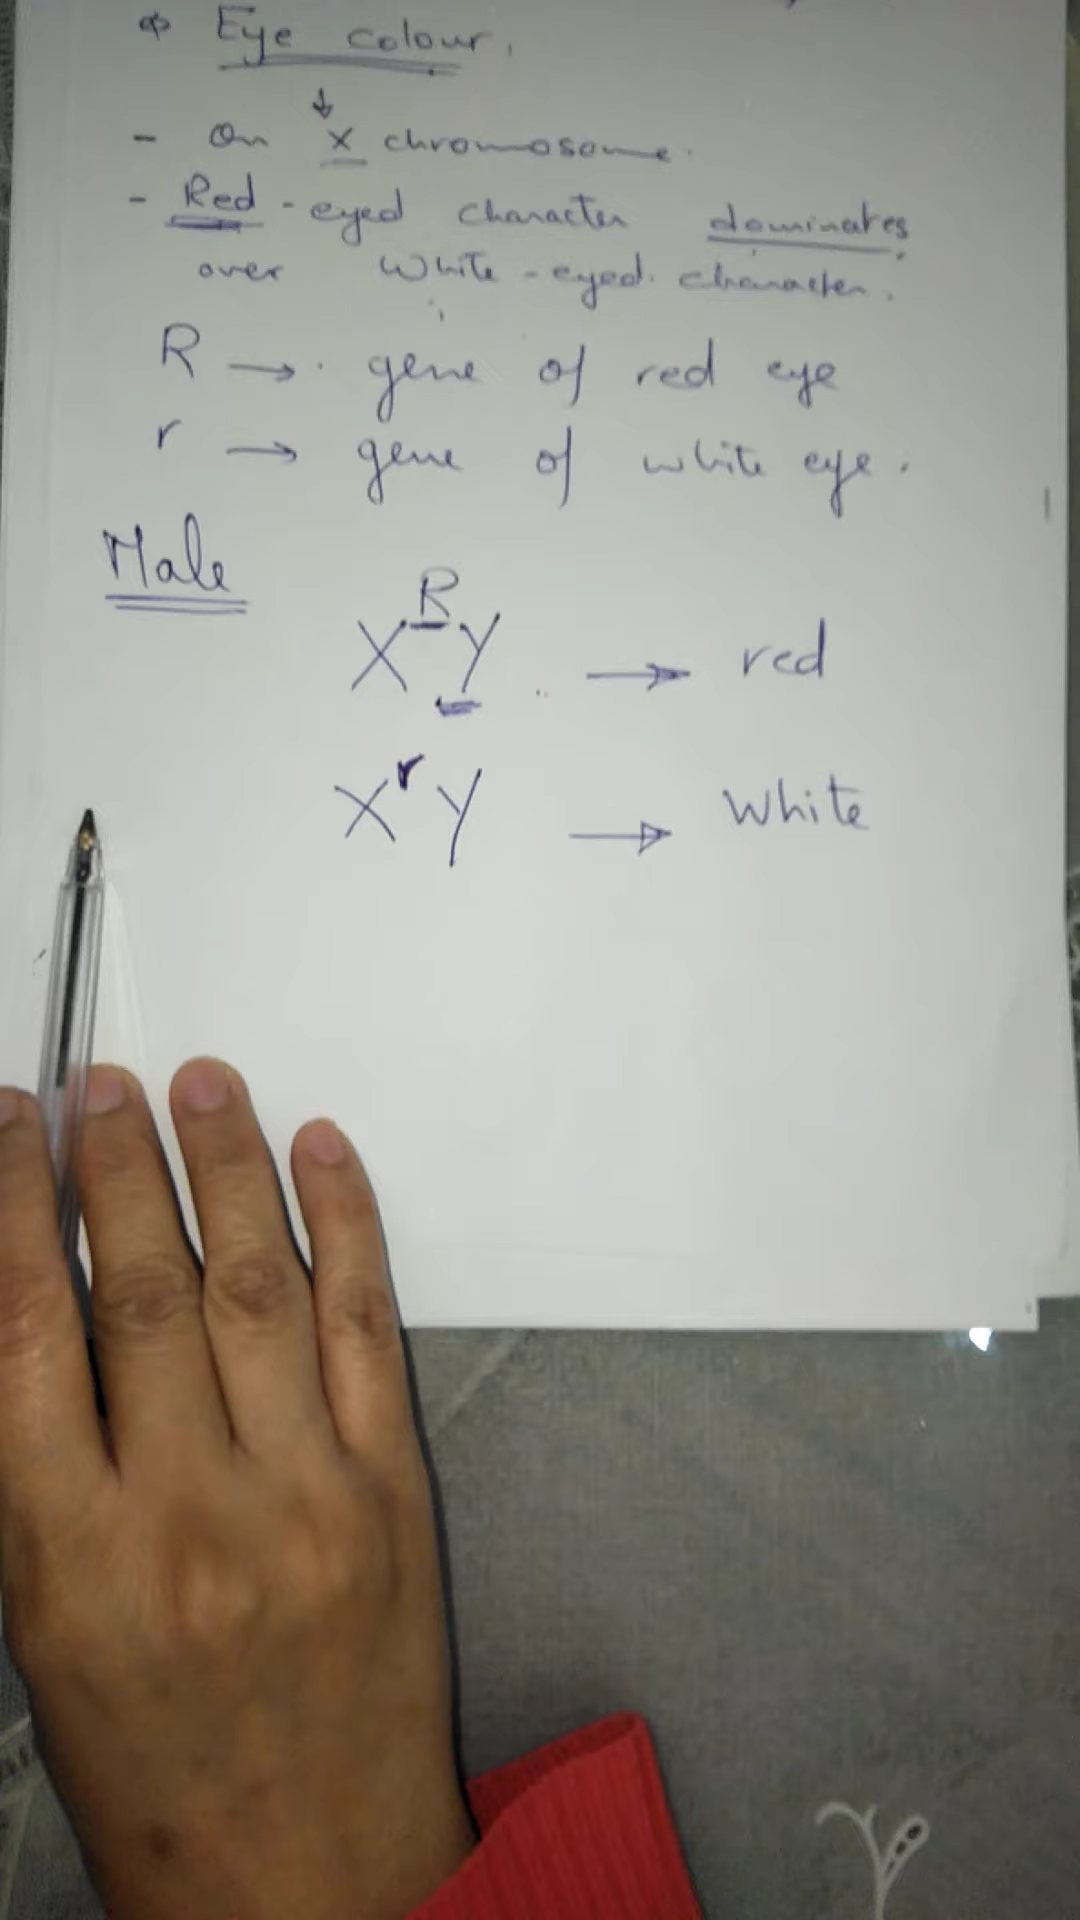 Eye colour.
- On X chromosome.
- Red - eyed character dominates
over white - eyed character.
R → gene of red eye
r → gene of white eye.
Male
X^R Y → red
X^r Y → White